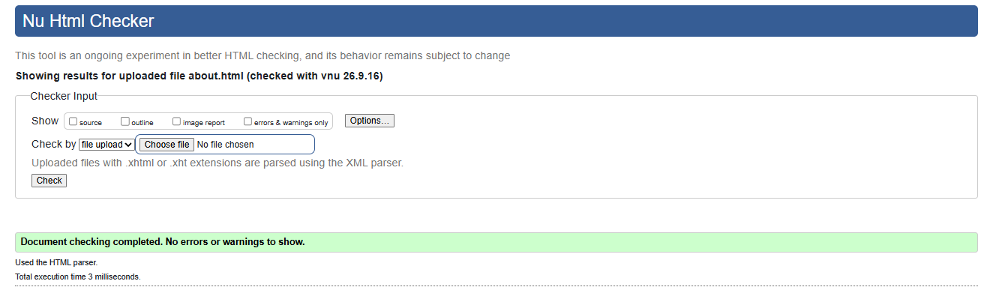 Nu Html Checker
This tool is an ongoing experiment in better HTML checking, and its behavior remains subject to change
Showing results for uploaded file about.html (checked with vnu 26.9.16)
Checker Input
Show source outline image report errors & warnings only Options...
Check by file upload Choose file No file chosen
Uploaded files with .xhtml or .xht extensions are parsed using the XML parser.
Check
Document checking completed. No errors or warnings to show.
Used the HTML parser.
Total execution time 3 milliseconds.